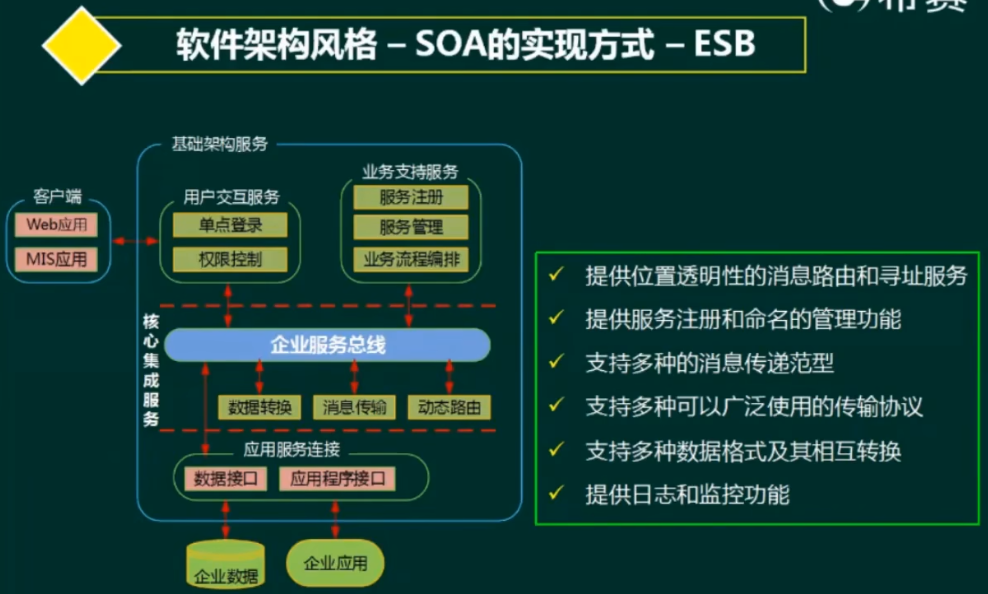 软件架构风格 – SOA的实现方式 – ESB
基础架构服务
客户端
Web应用
MIS应用
用户交互服务
单点登录
权限控制
业务支持服务
服务注册
服务管理
业务流程编排
核心集成服务
企业服务总线
数据转换
消息传输
动态路由
应用服务连接
数据接口
应用程序接口
企业数据
企业应用
✓ 提供位置透明性的消息路由和寻址服务
✓ 提供服务注册和命名的管理功能
✓ 支持多种的消息传递范型
✓ 支持多种可以广泛使用的传输协议
✓ 支持多种数据格式及其相互转换
✓ 提供日志和监控功能